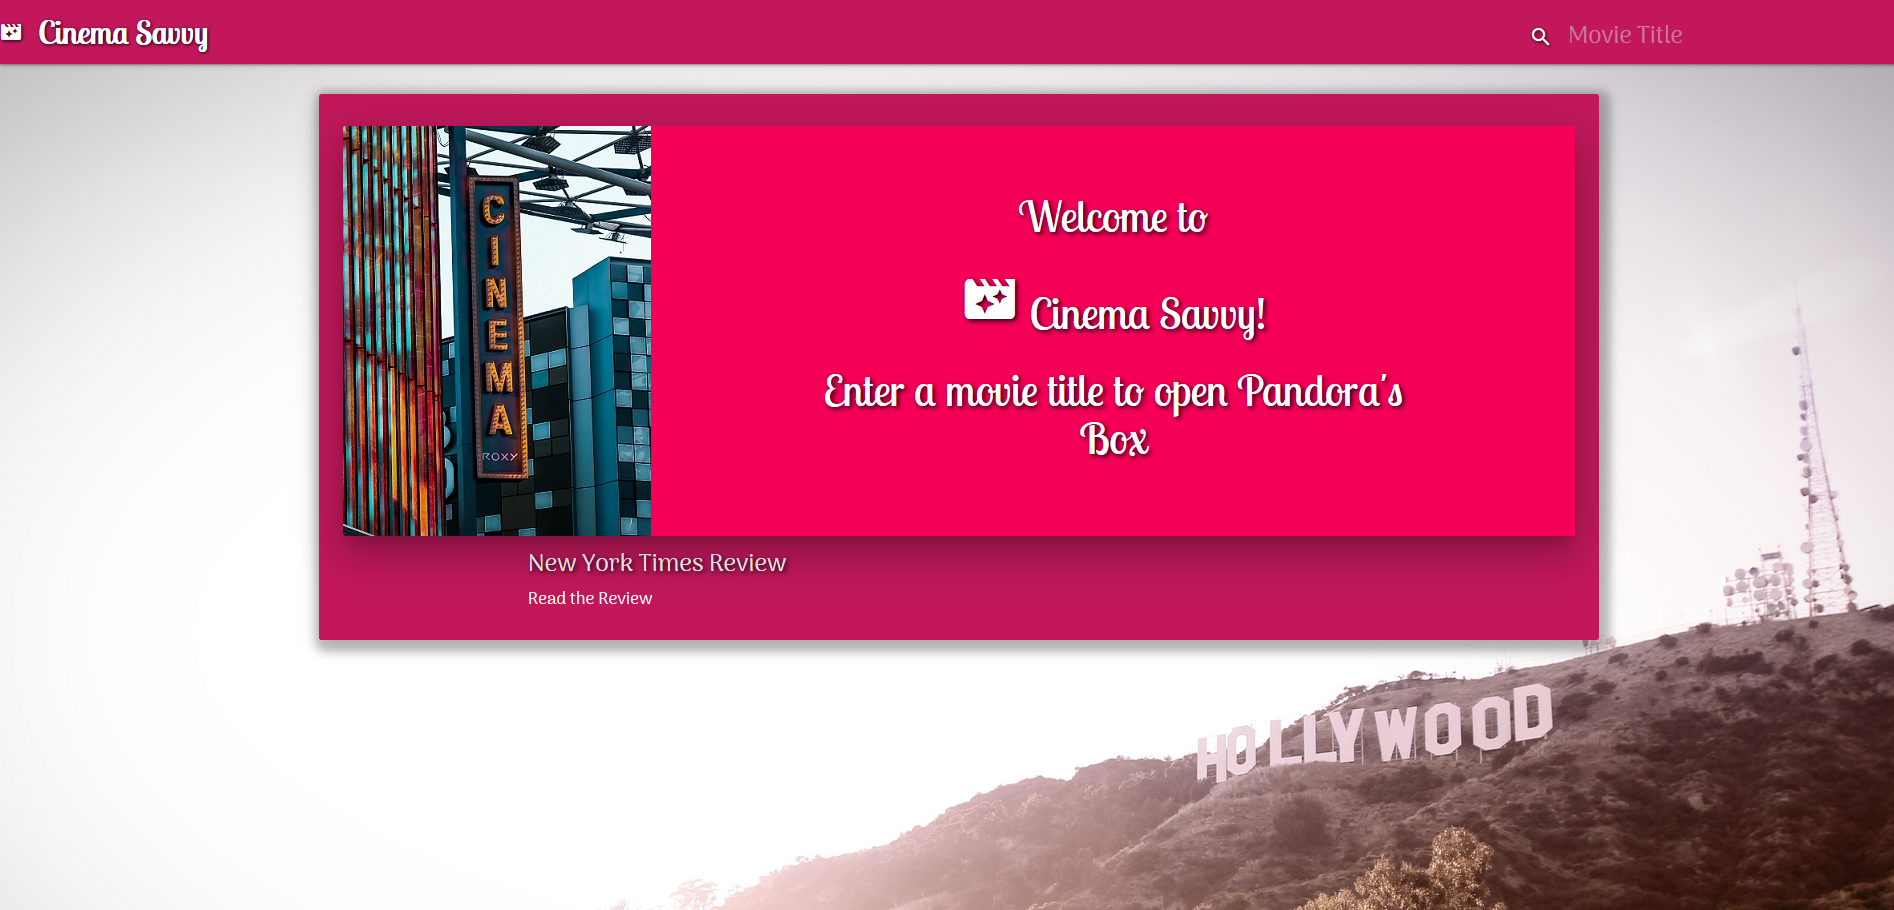 Cinema Savvy
Movie Title
CINEMA
ROXY
Welcome to
Cinema Savvy!
Enter a movie title to open Pandora's
Box
New York Times Review
Read the Review
HOLLYWOOD